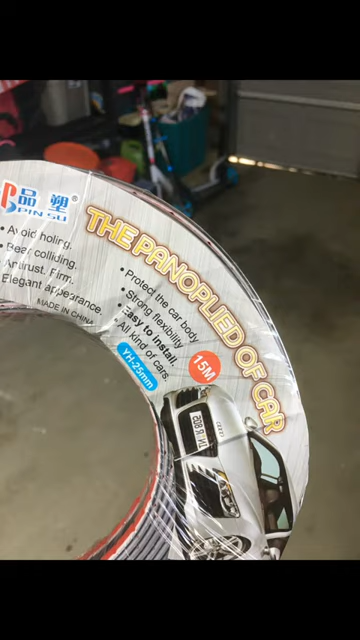 品塑®
PIN SU
• Avoid holing.
• Bear colliding.
• Antirust. Firm.
Elegant appearance.
MADE IN CHINA
THE PANOPLIED OF CAR
• Protect the car body
• Strong flexibility
• Easy to install.
• All kind of cars.
YH-25mm
15M